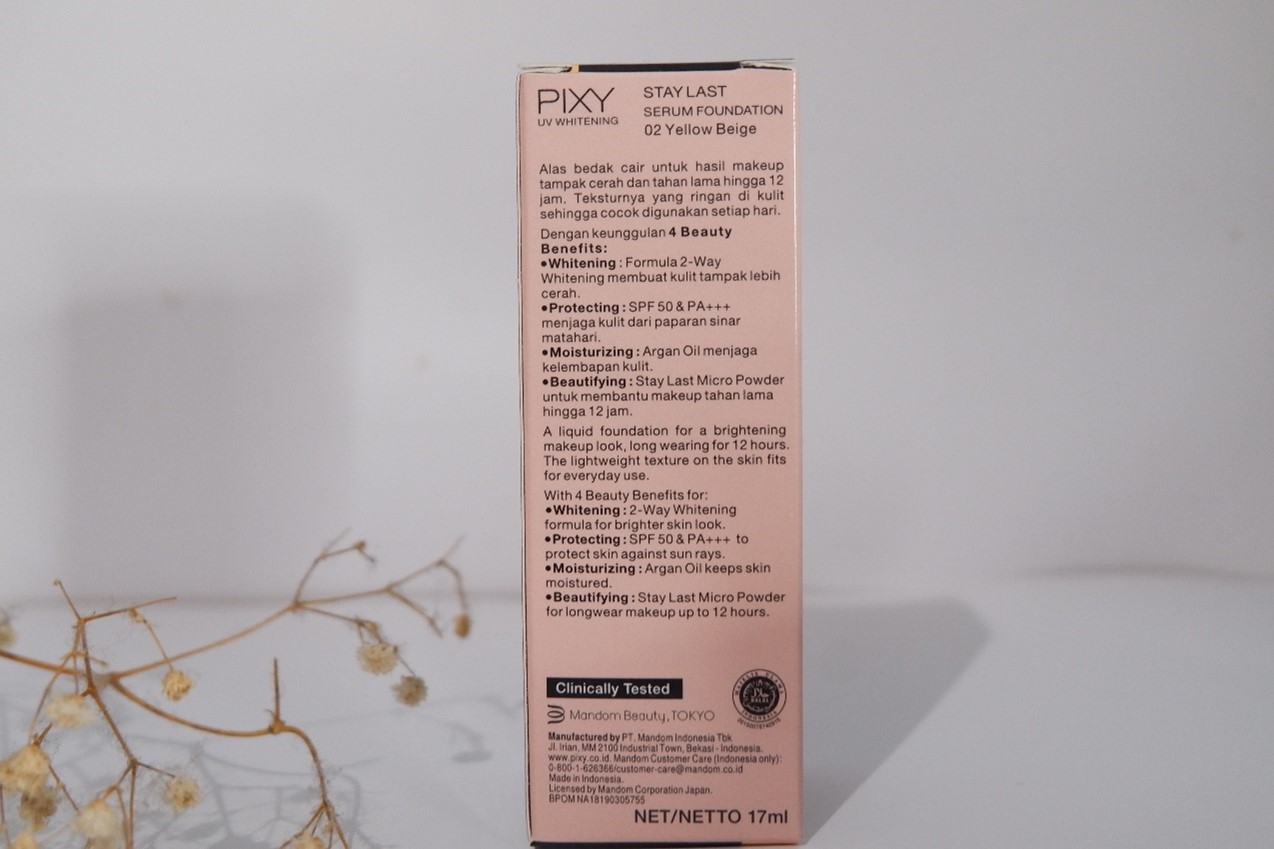 PIXY
UV WHITENING
STAY LAST
SERUM FOUNDATION
02 Yellow Beige
Alas bedak cair untuk hasil makeup
tampak cerah dan tahan lama hingga 12
jam. Teksturnya yang ringan di kulit
sehingga cocok digunakan setiap hari.
Dengan keunggulan 4 Beauty
Benefits:
•Whitening : Formula 2-Way
Whitening membuat kulit tampak lebih
cerah.
•Protecting : SPF 50 & PA+++
menjaga kulit dari paparan sinar
matahari.
•Moisturizing : Argan Oil menjaga
kelembapan kulit.
•Beautifying : Stay Last Micro Powder
untuk membantu makeup tahan lama
hingga 12 jam.
A liquid foundation for a brightening
makeup look, long wearing for 12 hours.
The lightweight texture on the skin fits
for everyday use.
With 4 Beauty Benefits for:
•Whitening : 2-Way Whitening
formula for brighter skin look.
•Protecting : SPF 50 & PA+++ to
protect skin against sun rays.
•Moisturizing : Argan Oil keeps skin
moistured.
•Beautifying : Stay Last Micro Powder
for longwear makeup up to 12 hours.
Clinically Tested
Mandom Beauty, TOKYO
MAJELIS ULAMA
HALAL
INDONESIA
Manufactured by PT. Mandom Indonesia Tbk
Jl. Irian, MM 2100 Industrial Town, Bekasi - Indonesia.
www.pixy.co.id. Mandom Customer Care (Indonesia only):
0-800-1-626366/customer-care@mandom.co.id
Made in Indonesia.
Licensed by Mandom Corporation Japan.
BPOM NA18190305755
NET/NETTO 17ml